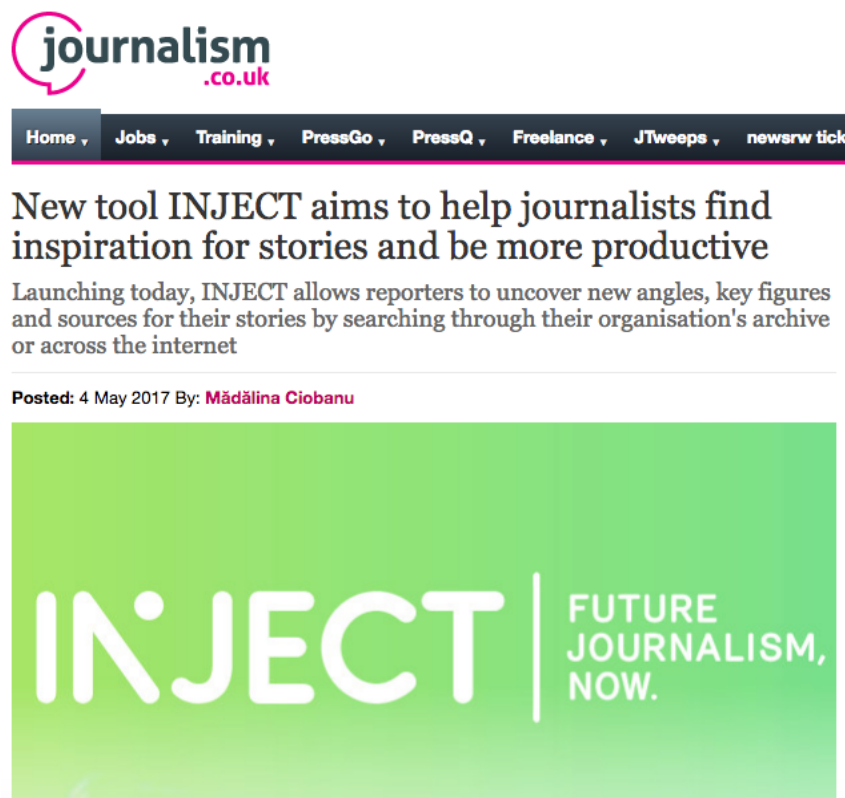 journalism
.co.uk
Home Jobs Training PressGo PressQ Freelance JTweeps newsrw tick
New tool INJECT aims to help journalists find
inspiration for stories and be more productive
Launching today, INJECT allows reporters to uncover new angles, key figures
and sources for their stories by searching through their organisation's archive
or across the internet
Posted: 4 May 2017 By: Mădălina Ciobanu
INJECT
FUTURE
JOURNALISM,
NOW.